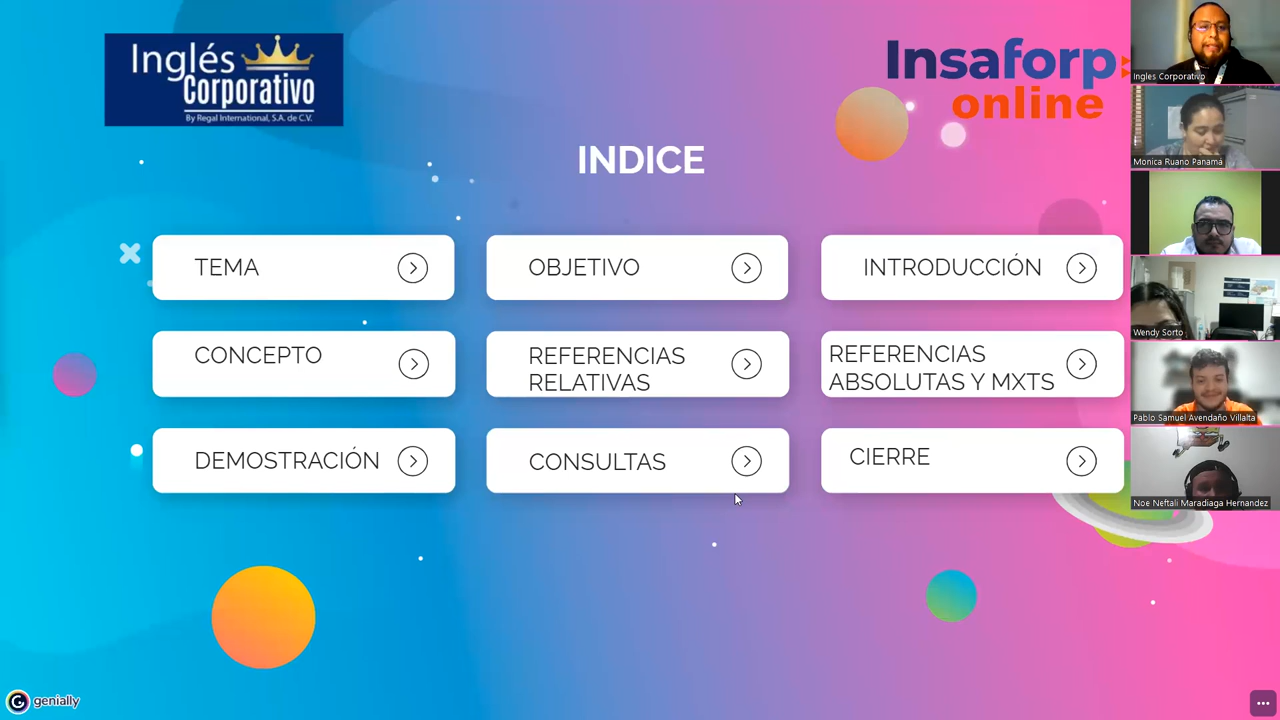 Inglés
Corporativo
By Regal International, S.A. de C.V.
Insaforp
online
INDICE
TEMA
OBJETIVO
INTRODUCCIÓN
CONCEPTO
REFERENCIAS
RELATIVAS
REFERENCIAS
ABSOLUTAS Y MXTS
DEMOSTRACIÓN
CONSULTAS
CIERRE
genially
Ingles Corporativo
Monica Ruano Panamá
Wendy Sorto
Pablo Samuel Avendaño Villalta
Noe Neftali Maradiaga Hernandez